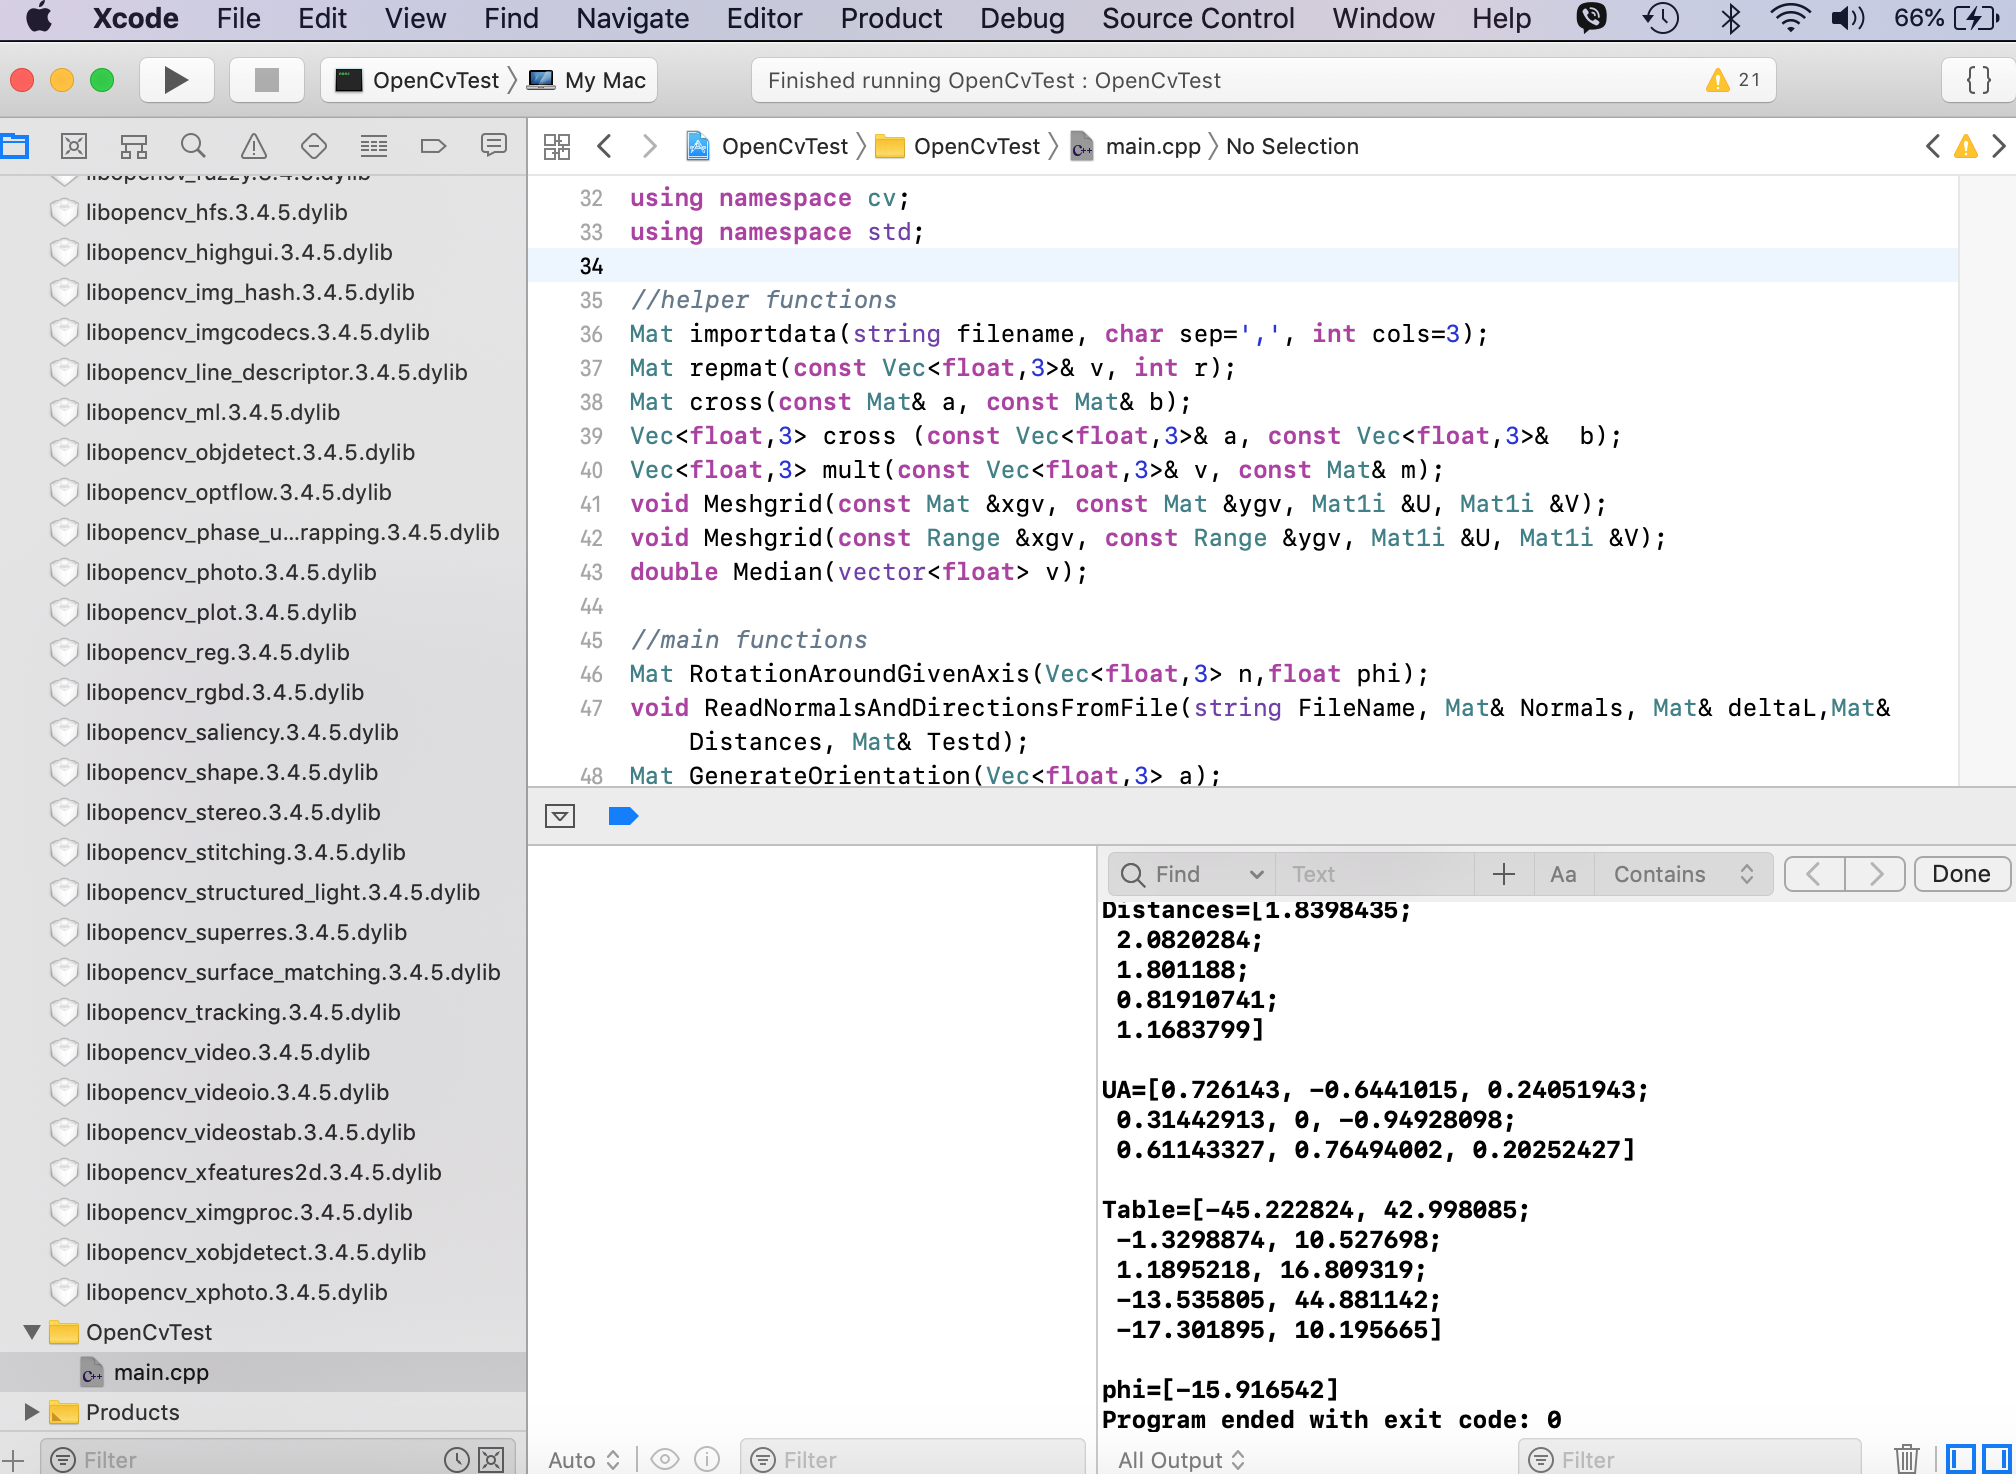 Xcode File Edit View Find Navigate Editor Product Debug Source Control Window Help 66%
OpenCvTest My Mac
Finished running OpenCvTest : OpenCvTest 21 {}
OpenCvTest OpenCvTest main.cpp No Selection
libopencv_fuzzy.3.4.5.dylib
libopencv_hfs.3.4.5.dylib
libopencv_highgui.3.4.5.dylib
libopencv_img_hash.3.4.5.dylib
libopencv_imgcodecs.3.4.5.dylib
libopencv_line_descriptor.3.4.5.dylib
libopencv_ml.3.4.5.dylib
libopencv_objdetect.3.4.5.dylib
libopencv_optflow.3.4.5.dylib
libopencv_phase_u...rapping.3.4.5.dylib
libopencv_photo.3.4.5.dylib
libopencv_plot.3.4.5.dylib
libopencv_reg.3.4.5.dylib
libopencv_rgbd.3.4.5.dylib
libopencv_saliency.3.4.5.dylib
libopencv_shape.3.4.5.dylib
libopencv_stereo.3.4.5.dylib
libopencv_stitching.3.4.5.dylib
libopencv_structured_light.3.4.5.dylib
libopencv_superres.3.4.5.dylib
libopencv_surface_matching.3.4.5.dylib
libopencv_tracking.3.4.5.dylib
libopencv_video.3.4.5.dylib
libopencv_videoio.3.4.5.dylib
libopencv_videostab.3.4.5.dylib
libopencv_xfeatures2d.3.4.5.dylib
libopencv_ximgproc.3.4.5.dylib
libopencv_xobjdetect.3.4.5.dylib
libopencv_xphoto.3.4.5.dylib
OpenCvTest
C++ main.cpp
Products
Filter
32 using namespace cv;
33 using namespace std;
34
35 //helper functions
36 Mat importdata(string filename, char sep=',', int cols=3);
37 Mat repmat(const Vec<float,3>& v, int r);
38 Mat cross(const Mat& a, const Mat& b);
39 Vec<float,3> cross (const Vec<float,3>& a, const Vec<float,3>&  b);
40 Vec<float,3> mult(const Vec<float,3>& v, const Mat& m);
41 void Meshgrid(const Mat &xgv, const Mat &ygv, Mat1i &U, Mat1i &V);
42 void Meshgrid(const Range &xgv, const Range &ygv, Mat1i &U, Mat1i &V);
43 double Median(vector<float> v);
44
45 //main functions
46 Mat RotationAroundGivenAxis(Vec<float,3> n,float phi);
47 void ReadNormalsAndDirectionsFromFile(string FileName, Mat& Normals, Mat& deltaL,Mat&
Distances, Mat& Testd);
48 Mat GenerateOrientation(Vec<float,3> a);
Find Text + Aa Contains Done
Distances=[1.8398435;
2.0820284;
1.801188;
0.81910741;
1.1683799]
UA=[0.726143, -0.6441015, 0.24051943;
0.31442913, 0, -0.94928098;
0.61143327, 0.76494002, 0.20252427]
Table=[-45.222824, 42.998085;
-1.3298874, 10.527698;
1.1895218, 16.809319;
-13.535805, 44.881142;
-17.301895, 10.195665]
phi=[-15.916542]
Program ended with exit code: 0
Auto Filter All Output Filter